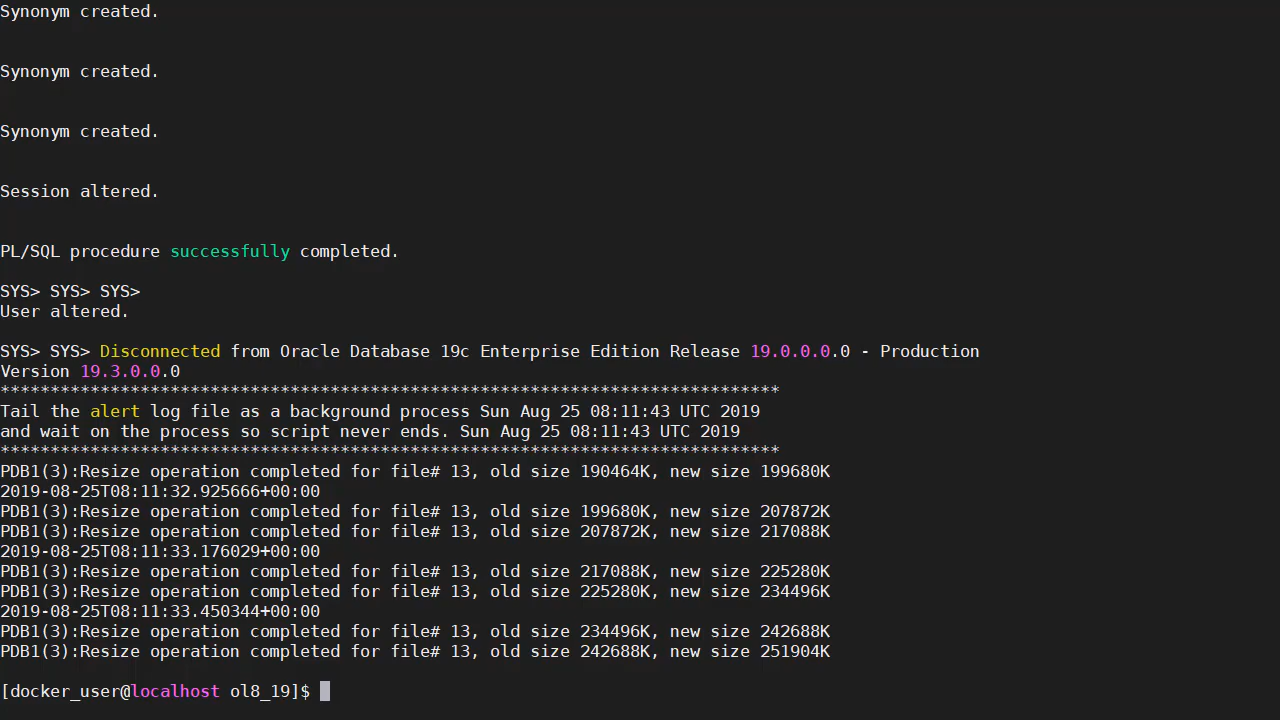 Synonym created.
Synonym created.
Synonym created.
Session altered.
PL/SQL procedure successfully completed.
SYS> SYS> SYS>
User altered.
SYS> SYS> Disconnected from Oracle Database 19c Enterprise Edition Release 19.0.0.0.0 - Production
Version 19.3.0.0.0
******************************************************************************
Tail the alert log file as a background process Sun Aug 25 08:11:43 UTC 2019
and wait on the process so script never ends. Sun Aug 25 08:11:43 UTC 2019
******************************************************************************
PDB1(3):Resize operation completed for file# 13, old size 190464K, new size 199680K
2019-08-25T08:11:32.925666+00:00
PDB1(3):Resize operation completed for file# 13, old size 199680K, new size 207872K
PDB1(3):Resize operation completed for file# 13, old size 207872K, new size 217088K
2019-08-25T08:11:33.176029+00:00
PDB1(3):Resize operation completed for file# 13, old size 217088K, new size 225280K
PDB1(3):Resize operation completed for file# 13, old size 225280K, new size 234496K
2019-08-25T08:11:33.450344+00:00
PDB1(3):Resize operation completed for file# 13, old size 234496K, new size 242688K
PDB1(3):Resize operation completed for file# 13, old size 242688K, new size 251904K
[docker_user@localhost ol8_19]$